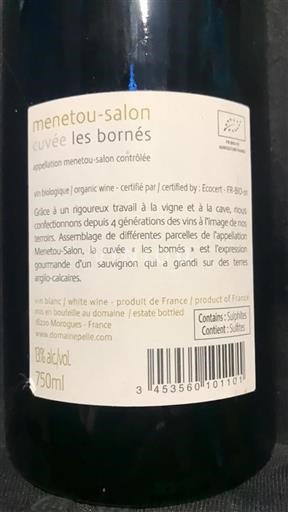 menetou-salon
cuvée les bornés
appellation menetou-salon contrôlée
vin biologique / organic wine - certifié par / certified by : Ecocert - FR-BIO-01
Grâce à un rigoureux travail à la vigne et à la cave, nous
confectionnons depuis 4 générations des vins à l'image de nos
terroirs. Assemblage de différentes parcelles de l'appellation
Menetou-Salon, la cuvée « les bornés » est l'expression
gourmande d'un sauvignon qui a grandi sur des terres
argilo-calcaires.
vin blanc / white wine - produit de France / product of France
mis en bouteille au domaine / estate bottled
18220 Morogues - France
www.domainepelle.com
13% alc/vol.
750ml
Contains : Sulphites
Contient : Sulfites
3 453560 101101